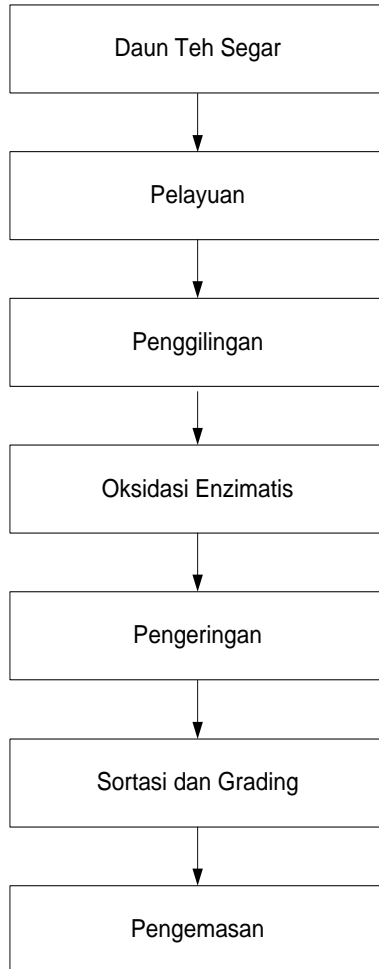 Daun Teh Segar
Pelayuan
Penggilingan
Oksidasi Enzimatis
Pengeringan
Sortasi dan Grading
Pengemasan